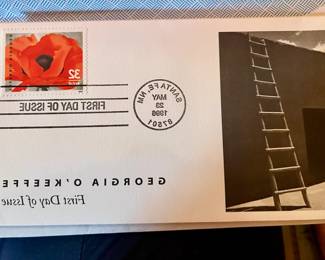 32
SANTA FE, NM
MAY
23
1996
87501
FIRST DAY OF ISSUE
GEORGIA O'KEEFFE
First Day of Issue